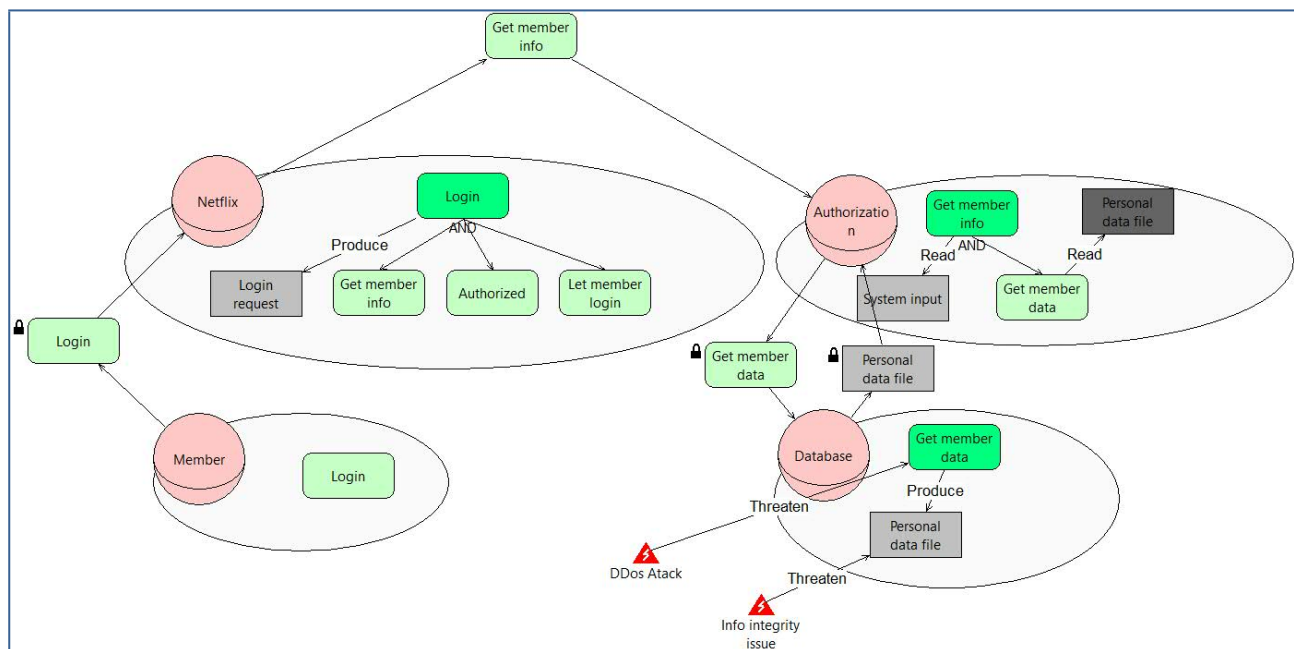 Get member
info
Netflix
Login
AND
Produce
Login
request
Get member
info
Authorized
Let member
login
Authorizatio
n
Get member
info
AND
Read
Personal
data file
Read
System input
Get member
data
Login
Get member
data
Personal
data file
Member
Login
Database
Get member
data
Produce
Threaten
Personal
data file
DDos Atack
Threaten
Info integrity
issue